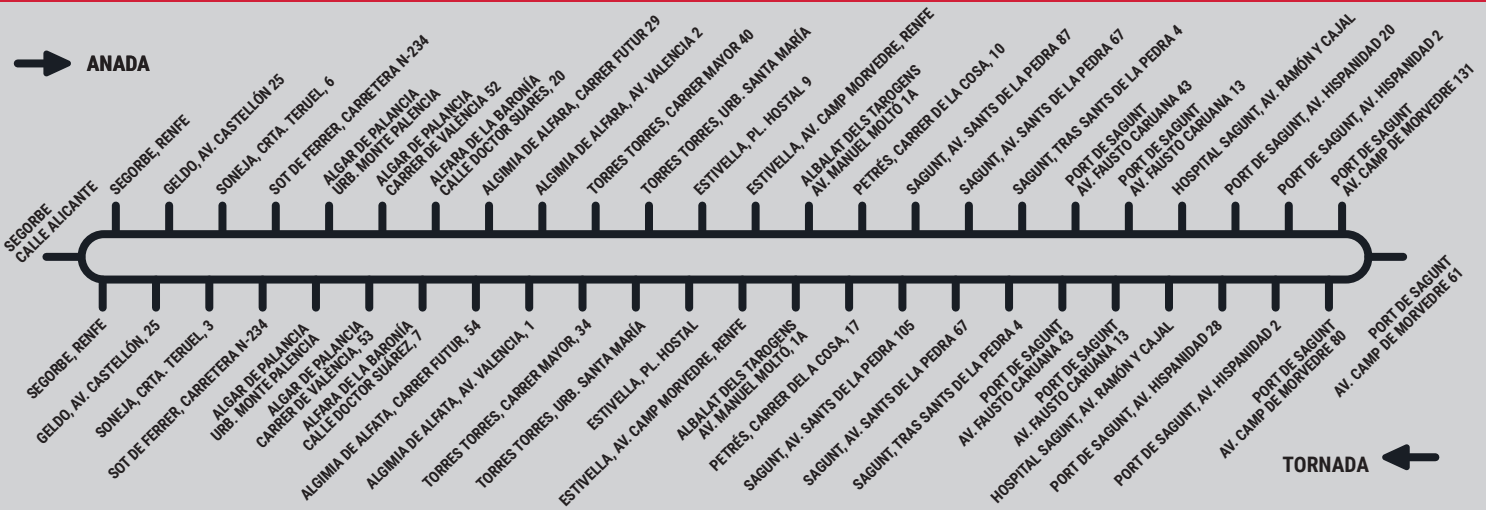 ANADA
SEGORBE
CALLE ALICANTE
SEGORBE, RENFE
GELDO, AV. CASTELLÓN 25
SONEJA, CRTA. TERUEL, 6
SOT DE FERRER, CARRETERA N-234
ALGAR DE PALANCIA
URB. MONTE PALENCIA
ALGAR DE PALANCIA
CARRER DE VALÈNCIA 52
ALFARA DE LA BARONÍA
CALLE DOCTOR SUARES, 20
ALGIMIA DE ALFARA, CARRER FUTUR 29
ALGIMIA DE ALFARA, AV. VALENCIA 2
TORRES TORRES, CARRER MAYOR 40
TORRES TORRES, URB. SANTA MARÍA
ESTIVELLA, PL. HOSTAL 9
ESTIVELLA, AV. CAMP MORVEDRE, RENFE
ALBALAT DELS TAROGENS
AV. MANUEL MOLTÓ 1A
PETRÉS, CARRER DE LA COSA, 10
SAGUNT, AV. SANTS DE LA PEDRA 87
SAGUNT, AV. SANTS DE LA PEDRA 67
SAGUNT, TRAS SANTS DE LA PEDRA 4
PORT DE SAGUNT
AV. FAUSTO CARUANA 43
PORT DE SAGUNT
AV. FAUSTO CARUANA 13
HOSPITAL SAGUNT, AV. RAMÓN Y CAJAL
PORT DE SAGUNT, AV. HISPANIDAD 20
PORT DE SAGUNT, AV. HISPANIDAD 2
PORT DE SAGUNT
AV. CAMP DE MORVEDRE 131
PORT DE SAGUNT
AV. CAMP DE MORVEDRE 61
SEGORBE, RENFE
GELDO, AV. CASTELLÓN, 25
SONEJA, CRTA. TERUEL, 3
SOT DE FERRER, CARRETERA N-234
ALGAR DE PALANCIA
URB. MONTE PALENCIA
ALGAR DE PALANCIA
CARRER DE VALÈNCIA, 53
ALFARA DE LA BARONÍA
CALLE DOCTOR SUÁREZ, 7
ALGIMIA DE ALFATA, CARRER FUTUR, 54
ALGIMIA DE ALFATA, AV. VALENCIA, 1
TORRES TORRES, CARRER MAYOR, 34
TORRES TORRES, URB. SANTA MARÍA
ESTIVELLA, PL. HOSTAL
ESTIVELLA, AV. CAMP MORVEDRE, RENFE
ALBALAT DELS TAROGENS
AV. MANUEL MOLTÓ, 1A
PETRÉS, CARRER DE LA COSA, 17
SAGUNT, AV. SANTS DE LA PEDRA 105
SAGUNT, AV. SANTS DE LA PEDRA 67
SAGUNT, TRAS SANTS DE LA PEDRA 4
PORT DE SAGUNT
AV. FAUSTO CARUANA 43
PORT DE SAGUNT
AV. FAUSTO CARUANA 13
HOSPITAL SAGUNT, AV. RAMÓN Y CAJAL
PORT DE SAGUNT, AV. HISPANIDAD 28
PORT DE SAGUNT, AV. HISPANIDAD 2
PORT DE SAGUNT
AV. CAMP DE MORVEDRE 80
TORNADA